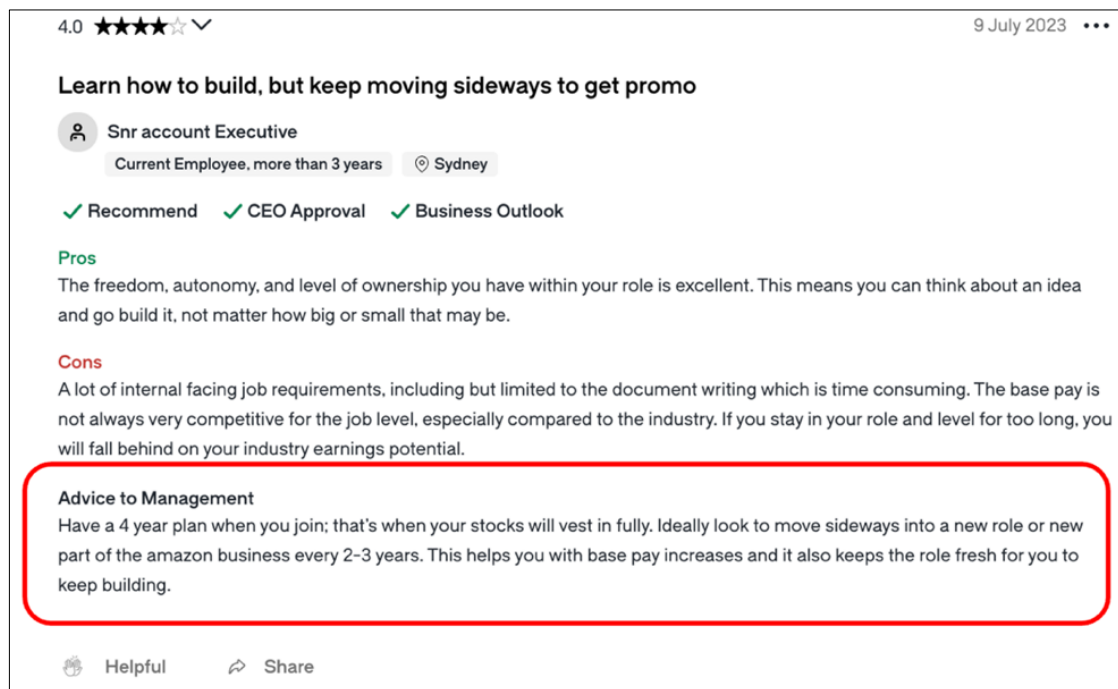 4.0 ★★★★☆ 9 July 2023 •••
Learn how to build, but keep moving sideways to get promo
Snr account Executive
Current Employee, more than 3 years Sydney
Recommend CEO Approval Business Outlook
Pros
The freedom, autonomy, and level of ownership you have within your role is excellent. This means you can think about an idea
and go build it, not matter how big or small that may be.
Cons
A lot of internal facing job requirements, including but limited to the document writing which is time consuming. The base pay is
not always very competitive for the job level, especially compared to the industry. If you stay in your role and level for too long, you
will fall behind on your industry earnings potential.
Advice to Management
Have a 4 year plan when you join; that's when your stocks will vest in fully. Ideally look to move sideways into a new role or new
part of the amazon business every 2-3 years. This helps you with base pay increases and it also keeps the role fresh for you to
keep building.
Helpful Share